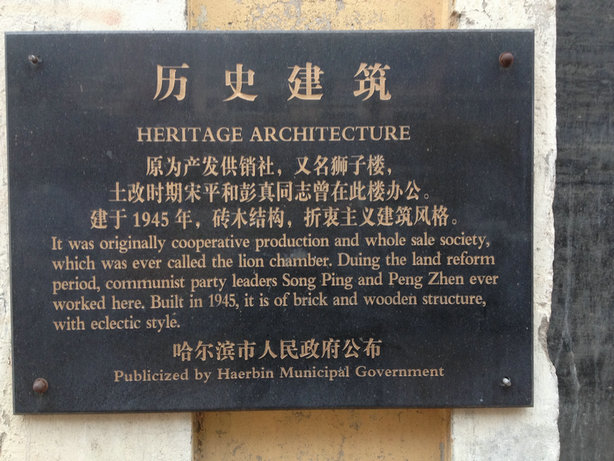 历史建筑
HERITAGE ARCHITECTURE
原为产发供销社，又名狮子楼，
土改时期宋平和彭真同志曾在此楼办公。
建于1945年，砖木结构，折衷主义建筑风格。
It was originally cooperative production and whole sale society,
which was ever called the lion chamber. Duing the land reform
period, communist party leaders Song Ping and Peng Zhen ever
worked here. Built in 1945, it is of brick and wooden structure,
with eclectic style.
哈尔滨市人民政府公布
Publicized by Haerbin Municipal Government